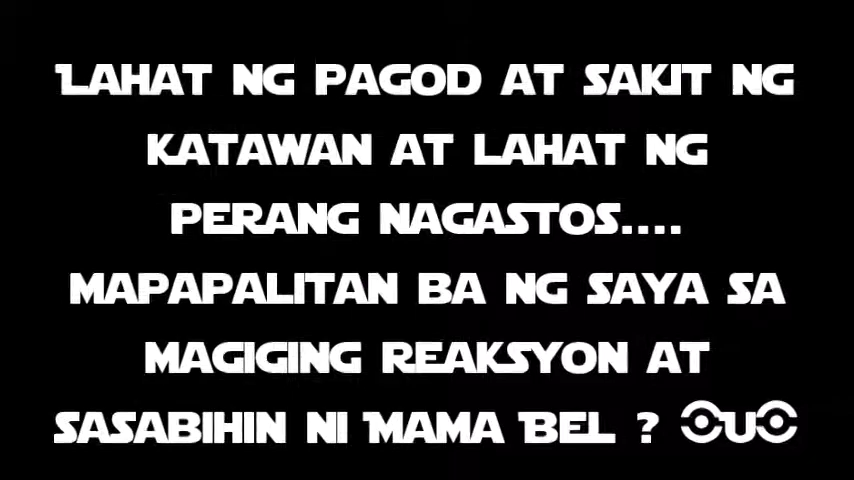 Lahat ng pagod at sakit ng
katawan at lahat ng
perang nagastos....
mapapalitan ba ng saya sa
magiging reaksyon at
sasabihin ni Mama Bel ? OuO